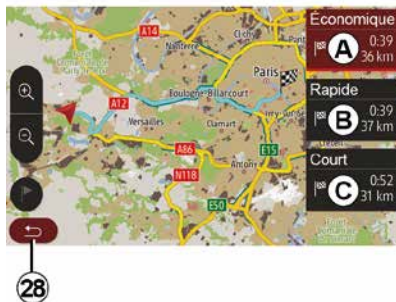 Économique
A
0:39
36 km
Rapide
B
0:39
37 km
Court
C
0:52
31 km
A14
Nanterre
Clichy
Paris
Boulogne-Billancourt
A12
Versailles
Clamart
A86
E15
Antony
N118
E50
28